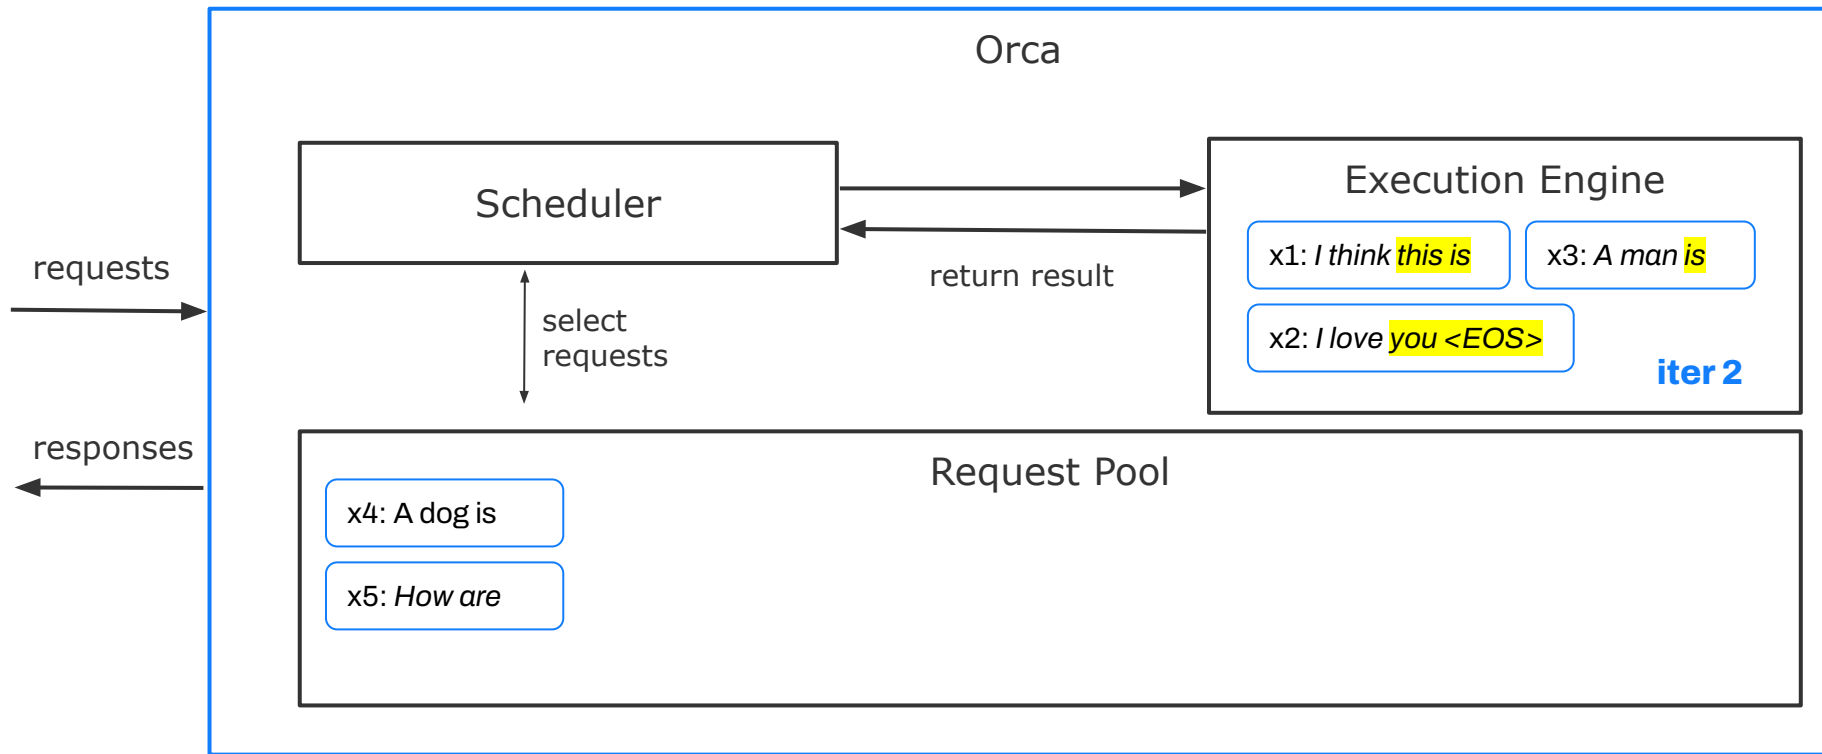 Orca
Scheduler
Execution Engine
x1: I think this is
x3: A man is
x2: I love you <EOS>
iter 2
requests
return result
select
requests
responses
Request Pool
x4: A dog is
x5: How are